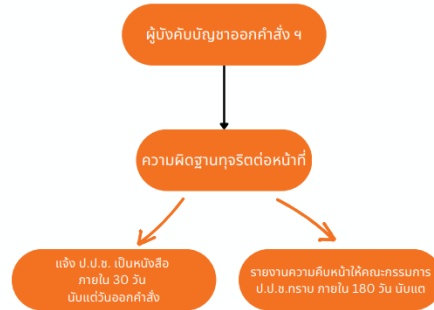 ผู้บังคับบัญชาออกคำสั่ง ฯ
ความผิดฐานทุจริตต่อหน้าที่
แจ้ง ป.ป.ช. เป็นหนังสือ
ภายใน 30 วัน
นับแต่วันออกคำสั่ง
รายงานความคืบหน้าให้คณะกรรมการ
ป.ป.ช.ทราบ ภายใน 180 วัน นับแต่